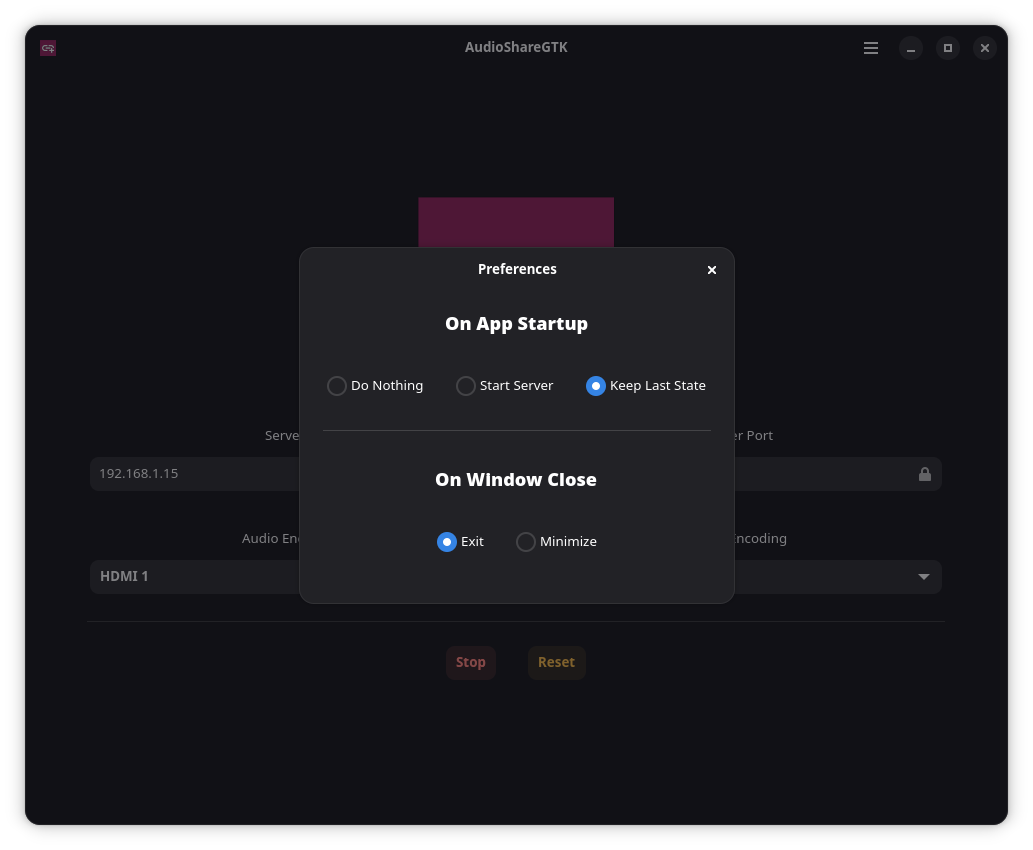 AudioShareGTK
Preferences
On App Startup
Do Nothing Start Server Keep Last State
Serve er Port
192.168.1.15
On Window Close
Audio En Encoding
Exit Minimize
HDMI 1
Stop Reset